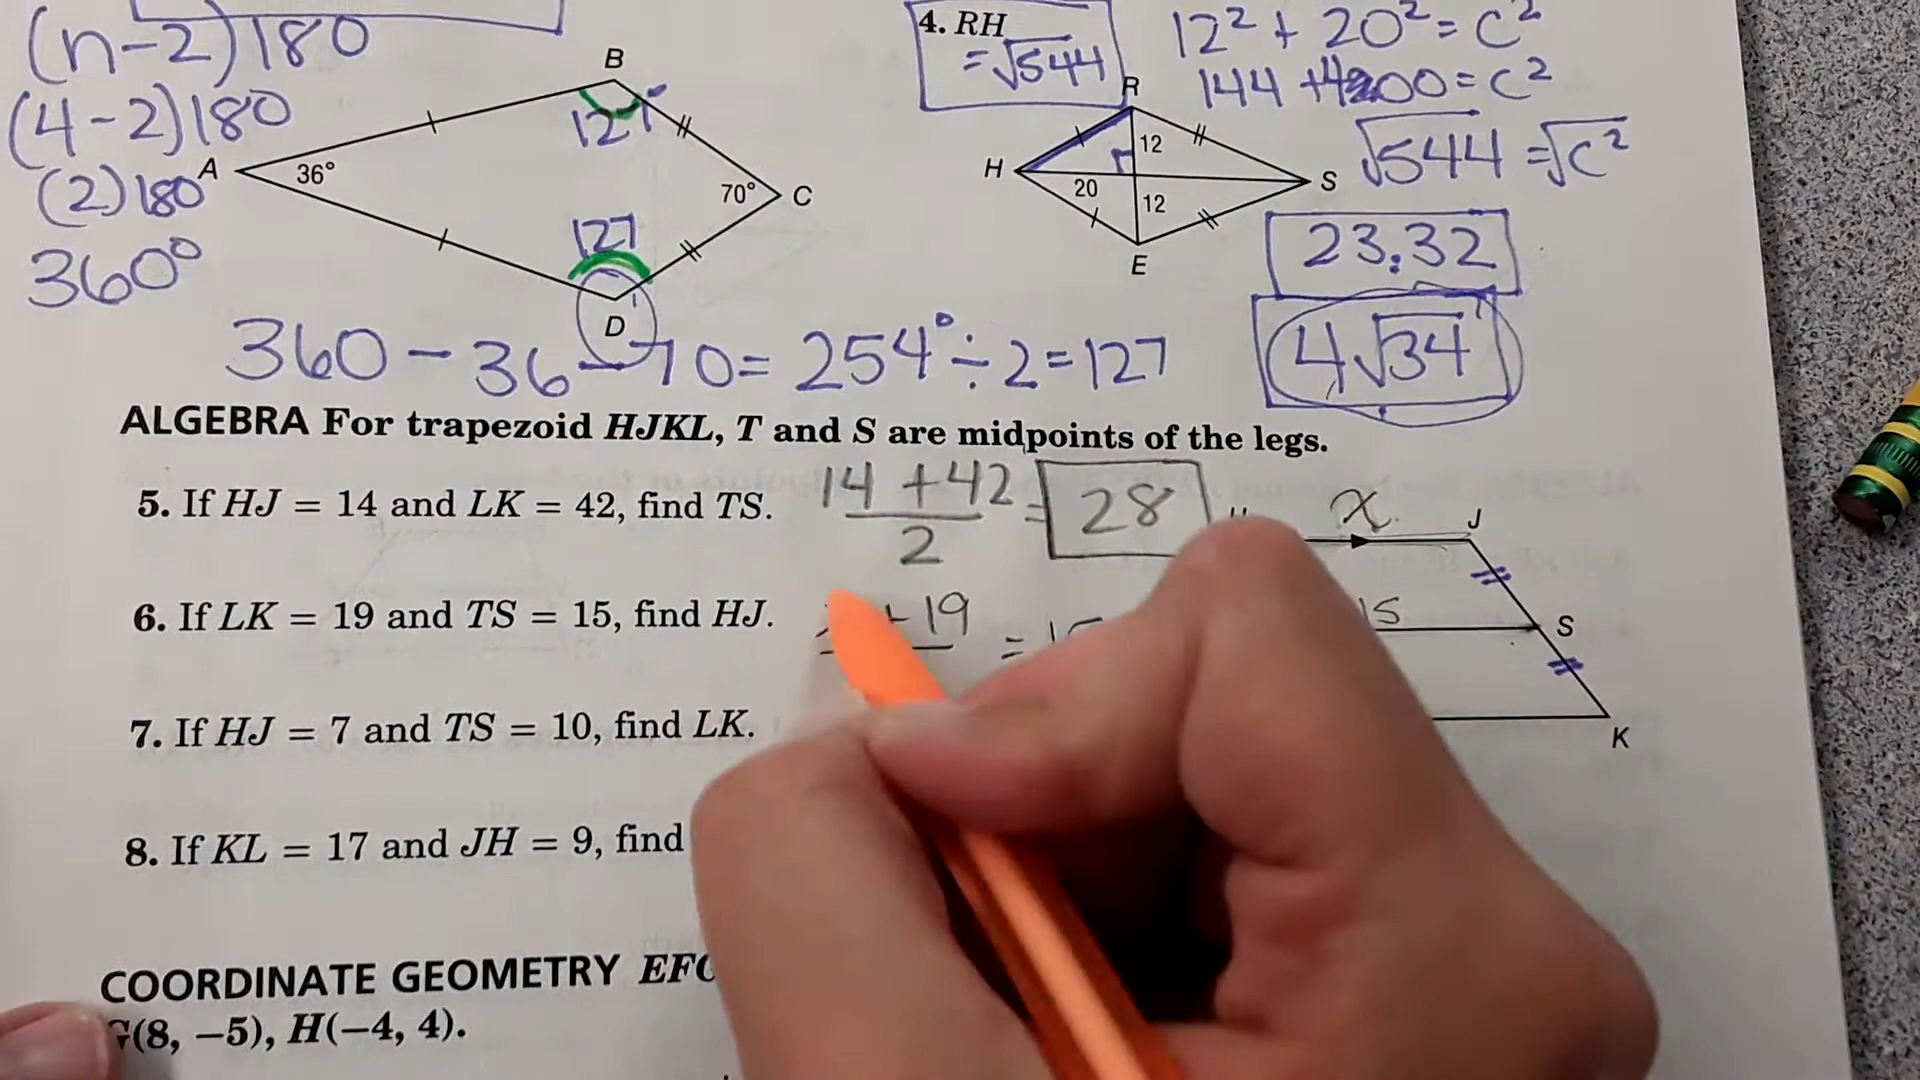 (n-2)180
(4-2)180
(2)180
360°
B
127°
A
36°
70°
C
127
D
360 - 36 - 70 = 254° ÷ 2 = 127
4. RH
= √544
12² + 20² = c²
144 + 400 = c²
√544 = √c²
23.32
4√34
R
H
12
20
12
S
E
ALGEBRA For trapezoid HJKL, T and S are midpoints of the legs.
5. If HJ = 14 and LK = 42, find TS.
14 + 42
2
= 28
6. If LK = 19 and TS = 15, find HJ.
+ 19
=
7. If HJ = 7 and TS = 10, find LK.
8. If KL = 17 and JH = 9, find
x
J
15
S
K
COORDINATE GEOMETRY
(8, −5), H(−4, 4).